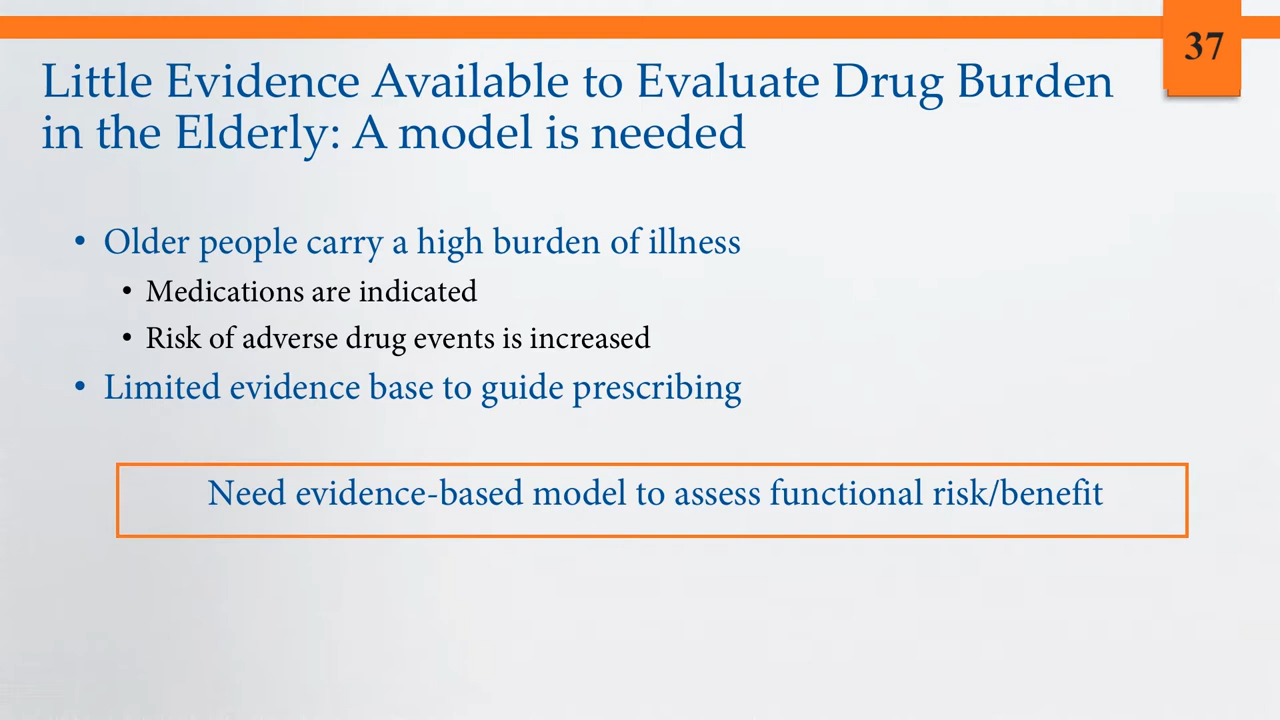 37
Little Evidence Available to Evaluate Drug Burden
in the Elderly: A model is needed
• Older people carry a high burden of illness
• Medications are indicated
• Risk of adverse drug events is increased
• Limited evidence base to guide prescribing
Need evidence-based model to assess functional risk/benefit